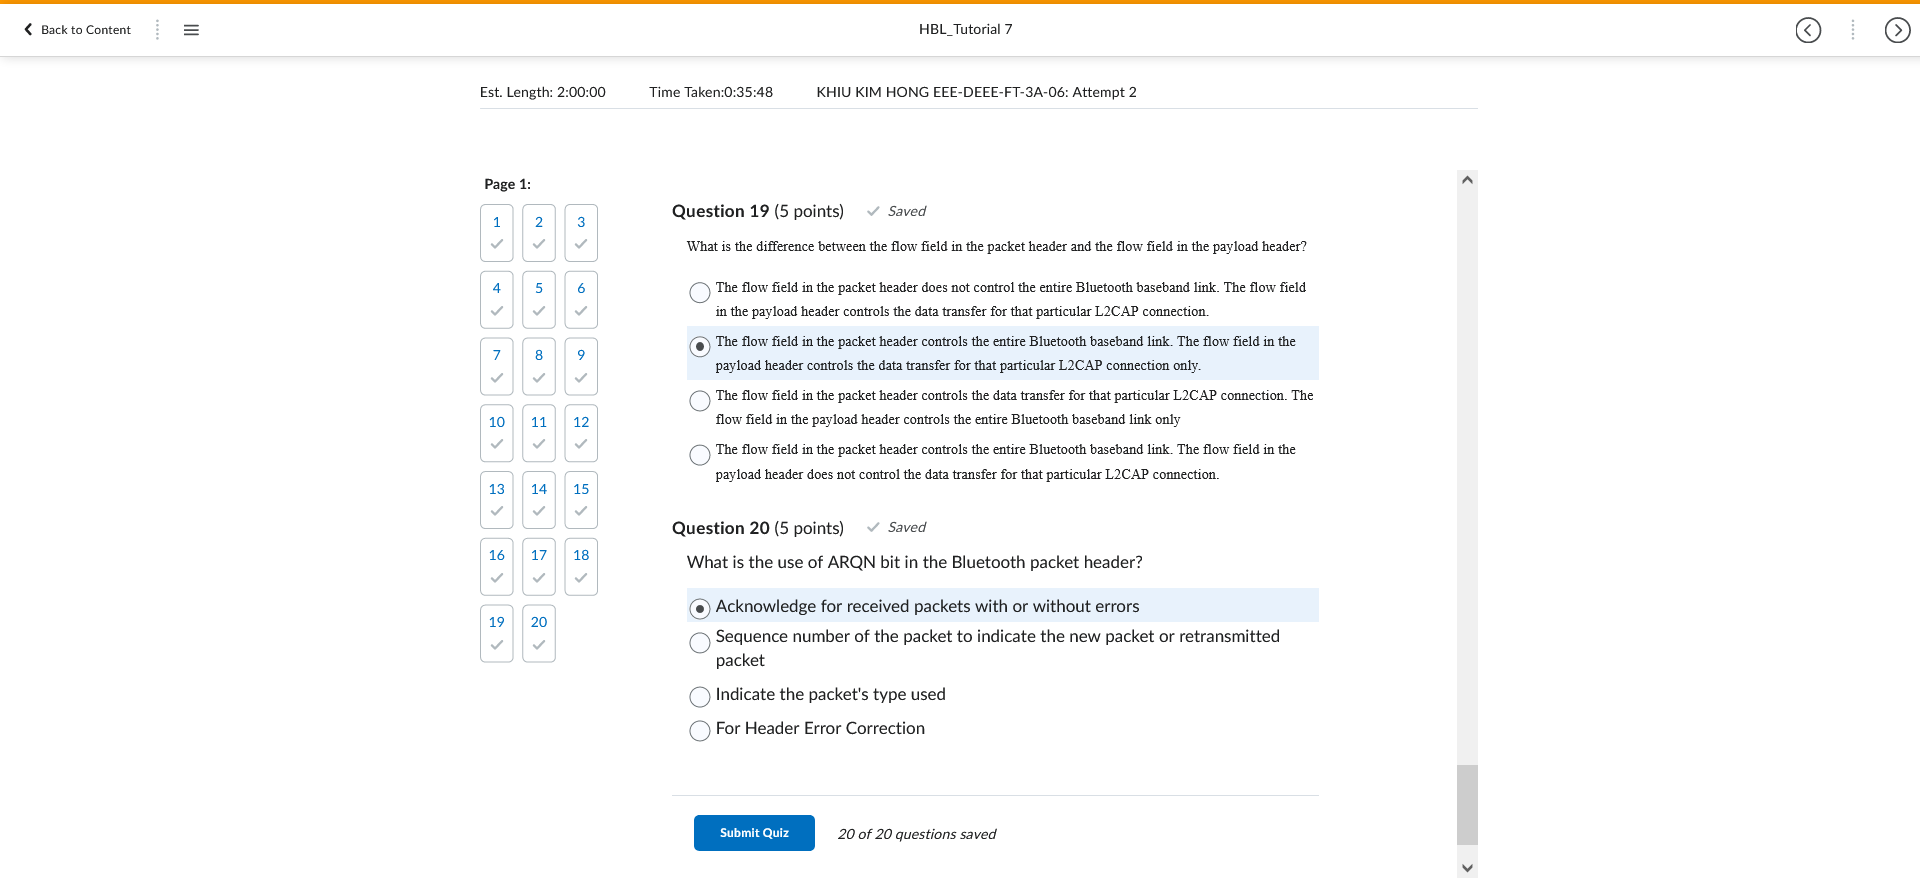 Back to Content
HBL_Tutorial 7
Est. Length: 2:00:00 Time Taken:0:35:48 KHIU KIM HONG EEE-DEEE-FT-3A-06: Attempt 2
Page 1:
1 2 3
4 5 6
7 8 9
10 11 12
13 14 15
16 17 18
19 20
Question 19 (5 points) Saved
What is the difference between the flow field in the packet header and the flow field in the payload header?
The flow field in the packet header does not control the entire Bluetooth baseband link. The flow field
in the payload header controls the data transfer for that particular L2CAP connection.
The flow field in the packet header controls the entire Bluetooth baseband link. The flow field in the
payload header controls the data transfer for that particular L2CAP connection only.
The flow field in the packet header controls the data transfer for that particular L2CAP connection. The
flow field in the payload header controls the entire Bluetooth baseband link only
The flow field in the packet header controls the entire Bluetooth baseband link. The flow field in the
payload header does not control the data transfer for that particular L2CAP connection.
Question 20 (5 points) Saved
What is the use of ARQN bit in the Bluetooth packet header?
Acknowledge for received packets with or without errors
Sequence number of the packet to indicate the new packet or retransmitted
packet
Indicate the packet's type used
For Header Error Correction
Submit Quiz 20 of 20 questions saved